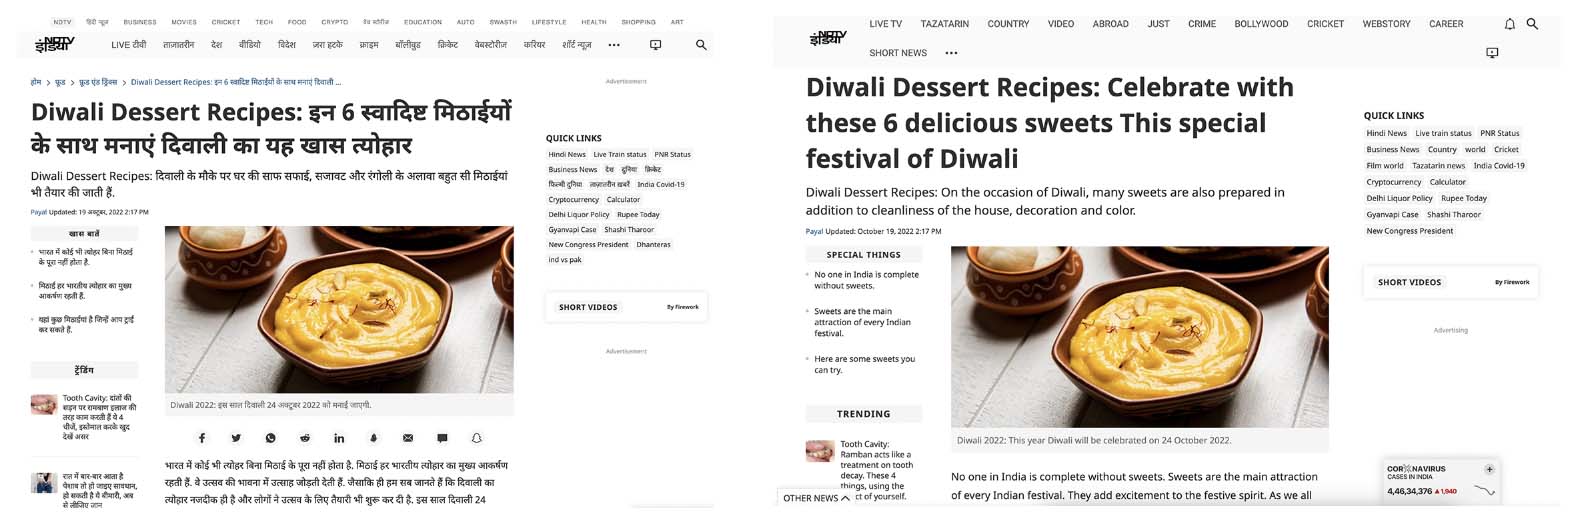 NDTV हिंदी न्यूज़ BUSINESS MOVIES CRICKET TECH FOOD CRYPTO वेब स्टोरीज़ EDUCATION AUTO SWASTH LIFESTYLE HEALTH SHOPPING ART
NDTV इंडिया LIVE टीवी ताज़ातरीन देश वीडियो विदेश जरा हटके क्राइम बॉलीवुड क्रिकेट वेबस्टोरीज करियर शॉर्ट न्यूज़ •••
होम फूड फूड एंड ड्रिंक्स Diwali Dessert Recipes: इन 6 स्वादिष्ट मिठाईयों के साथ मनाएं दिवाली ...
Diwali Dessert Recipes: इन 6 स्वादिष्ट मिठाईयों
के साथ मनाएं दिवाली का यह खास त्योहार
Diwali Dessert Recipes: दिवाली के मौके पर घर की साफ सफाई, सजावट और रंगोली के अलावा बहुत सी मिठाइयां
भी तैयार की जाती हैं.
Payal Updated: 19 अक्टूबर, 2022 2:17 PM
खास बातें
भारत में कोई भी त्योहर बिना मिठाई
के पूरा नहीं होता है.
मिठाई हर भारतीय त्योहार का मुख्य
आकर्षण रहती हैं.
यहां कुछ मिठाईयां है जिन्हें आप ट्राई
कर सकते हैं.
ट्रेंडिंग
Tooth Cavity: दांतों की
सड़न पर रामबाण इलाज की
तरह काम करती हैं ये 4
चीजें, इस्तेमाल करके खुद
देखें असर
रात में बार-बार आता है
पेशाब तो हो जाइए सावधान,
हो सकती है ये बीमारी, अब
से लीजिए जान
Diwali 2022: इस साल दिवाली 24 अक्टूबर 2022 को मनाई जाएगी.
भारत में कोई भी त्योहर बिना मिठाई के पूरा नहीं होता है. मिठाई हर भारतीय त्योहार का मुख्य आकर्षण
रहती हैं. वे उत्सव की भावना में उत्साह जोड़ती देती हैं. जैसाकि ही हम सब जानते हैं कि दिवाली का
त्योहार नजदीक ही है और लोगों ने उत्सव के लिए तैयारी भी शुरू कर दी है. इस साल दिवाली 24
Advertisement
QUICK LINKS
Hindi News Live Train status PNR Status
Business News देश दुनिया क्रिकेट
फिल्मी दुनिया ताज़ातरीन ख़बरें India Covid-19
Cryptocurrency Calculator
Delhi Liquor Policy Rupee Today
Gyanvapi Case Shashi Tharoor
New Congress President Dhanteras
ind vs pak
SHORT VIDEOS By Firework
Advertisement
NDTV इंडिया LIVE TV TAZATARIN COUNTRY VIDEO ABROAD JUST CRIME BOLLYWOOD CRICKET WEBSTORY CAREER
SHORT NEWS •••
Diwali Dessert Recipes: Celebrate with
these 6 delicious sweets This special
festival of Diwali
Diwali Dessert Recipes: On the occasion of Diwali, many sweets are also prepared in
addition to cleanliness of the house, decoration and color.
Payal Updated: October 19, 2022 2:17 PM
SPECIAL THINGS
No one in India is complete
without sweets.
Sweets are the main
attraction of every Indian
festival.
Here are some sweets you
can try.
TRENDING
Tooth Cavity:
Ramban acts like a
treatment on tooth
decay. These 4
things, using the
ct of yourself.
OTHER NEWS
Diwali 2022: This year Diwali will be celebrated on 24 October 2022.
No one in India is complete without sweets. Sweets are the main attraction
of every Indian festival. They add excitement to the festive spirit. As we all
QUICK LINKS
Hindi News Live train status PNR Status
Business News Country world Cricket
Film world Tazatarin news India Covid-19
Cryptocurrency Calculator
Delhi Liquor Policy Rupee Today
Gyanvapi Case Shashi Tharoor
New Congress President
SHORT VIDEOS By Firework
Advertising
CORONAVIRUS
CASES IN INDIA
4,46,34,376 ▲1,940